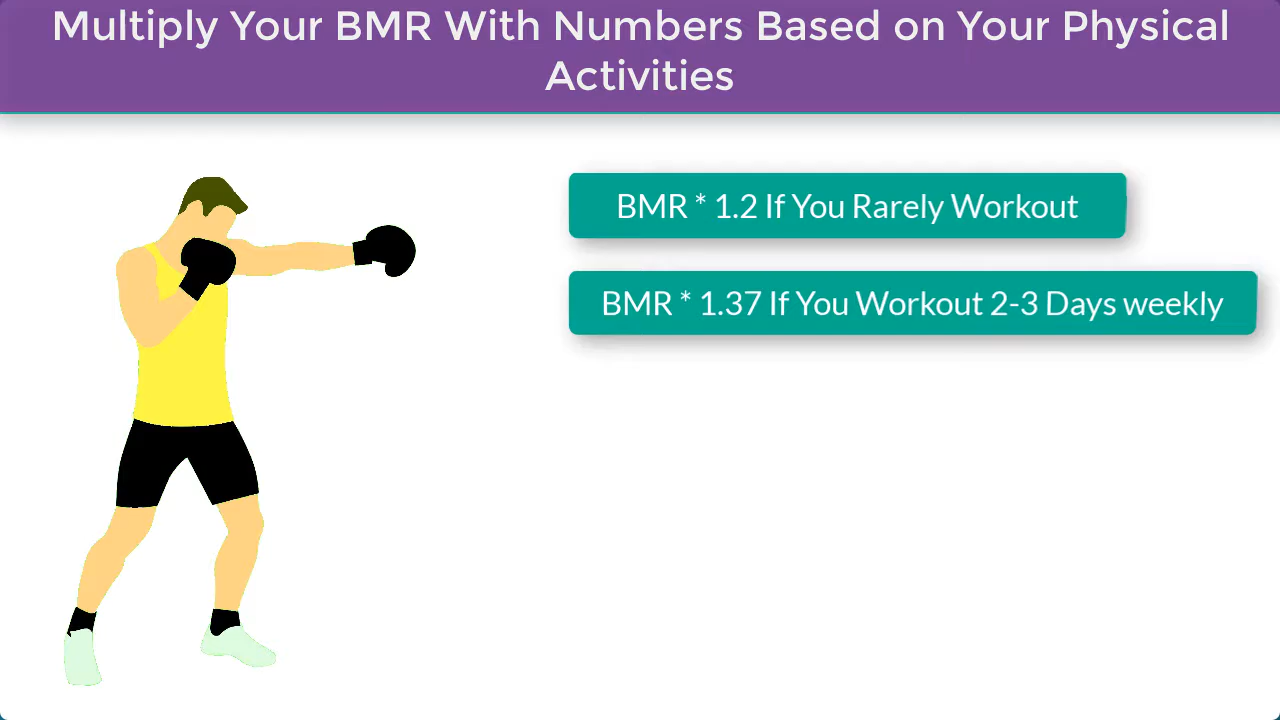 Multiply Your BMR With Numbers Based on Your Physical
Activities
BMR * 1.2 If You Rarely Workout
BMR * 1.37 If You Workout 2-3 Days weekly